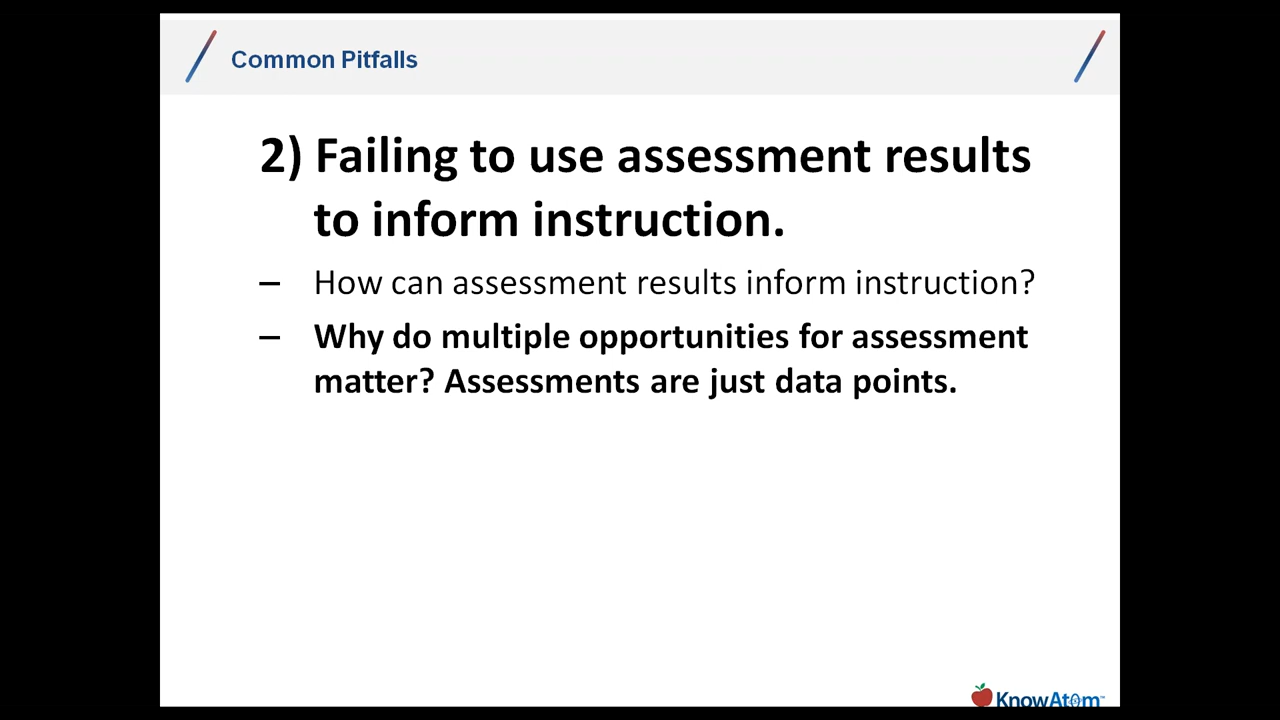 Common Pitfalls
2) Failing to use assessment results
to inform instruction.
– How can assessment results inform instruction?
– Why do multiple opportunities for assessment
matter? Assessments are just data points.
KnowAtom™